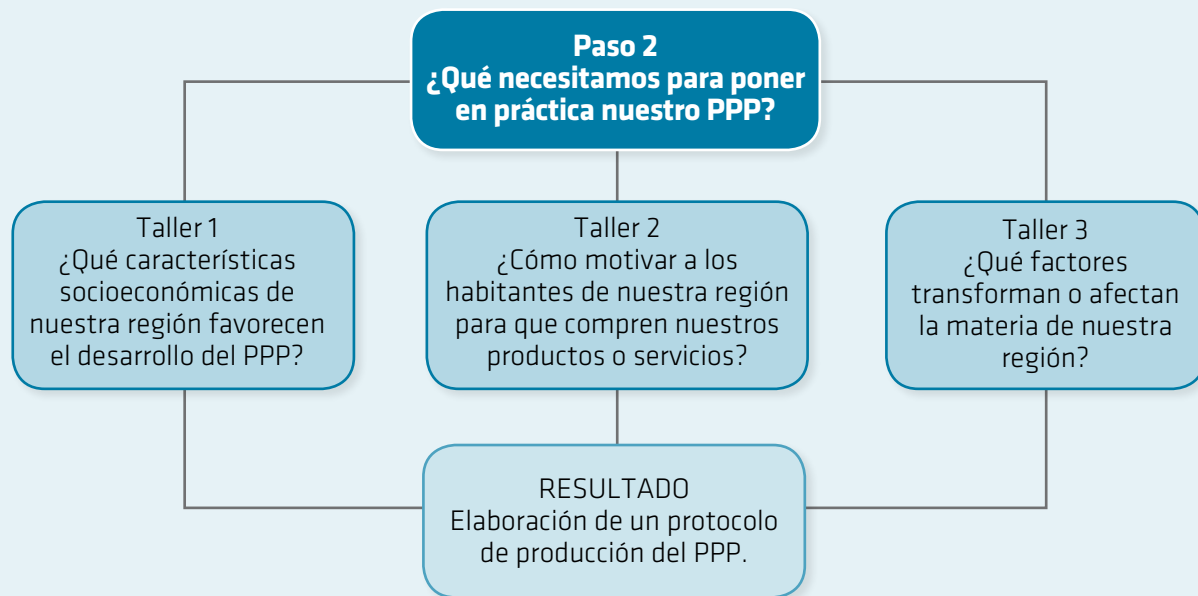 Paso 2
¿Qué necesitamos para poner
en práctica nuestro PPP?
Taller 1
¿Qué características
socioeconómicas de
nuestra región favorecen
el desarrollo del PPP?
Taller 2
¿Cómo motivar a los
habitantes de nuestra región
para que compren nuestros
productos o servicios?
Taller 3
¿Qué factores
transforman o afectan
la materia de nuestra
región?
RESULTADO
Elaboración de un protocolo
de producción del PPP.